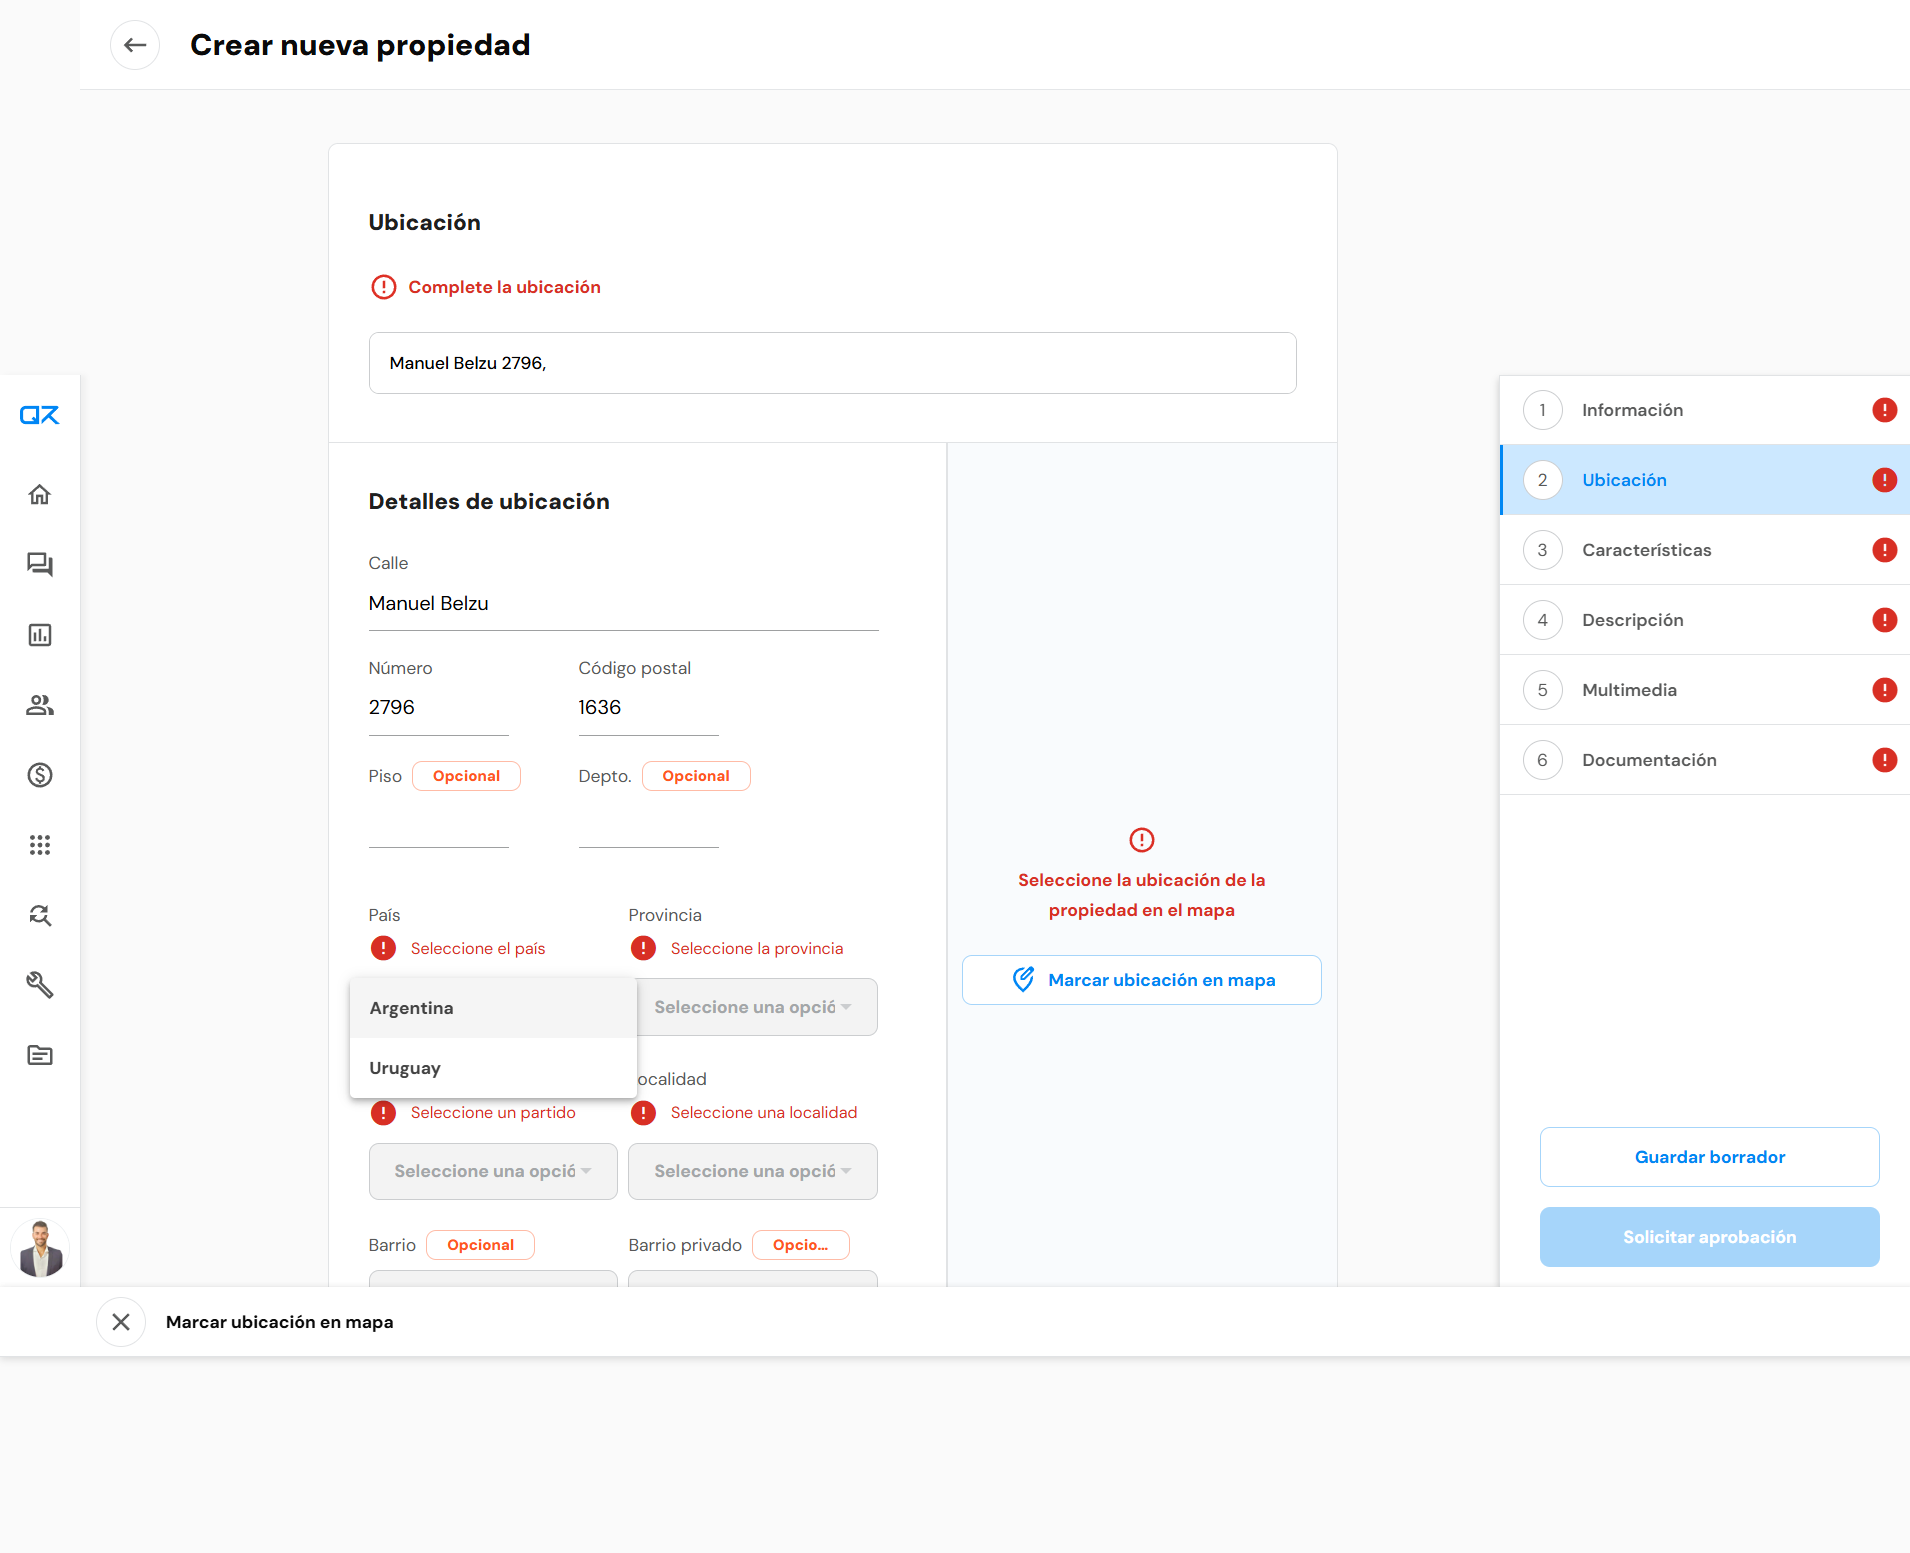 Crear nueva propiedad
Ubicación
Complete la ubicación
Manuel Belzu 2796,
Detalles de ubicación
Calle
Manuel Belzu
Número
Código postal
2796
1636
Piso
Opcional
Depto.
Opcional
País
Provincia
Seleccione el país
Seleccione la provincia
Argentina
Seleccione una opció
Uruguay
ocalidad
Seleccione un partido
Seleccione una localidad
Seleccione una opció
Seleccione una opció
Barrio
Opcional
Barrio privado
Opcio...
Seleccione la ubicación de la
propiedad en el mapa
Marcar ubicación en mapa
1 Información
2 Ubicación
3 Características
4 Descripción
5 Multimedia
6 Documentación
Guardar borrador
Solicitar aprobación
Marcar ubicación en mapa